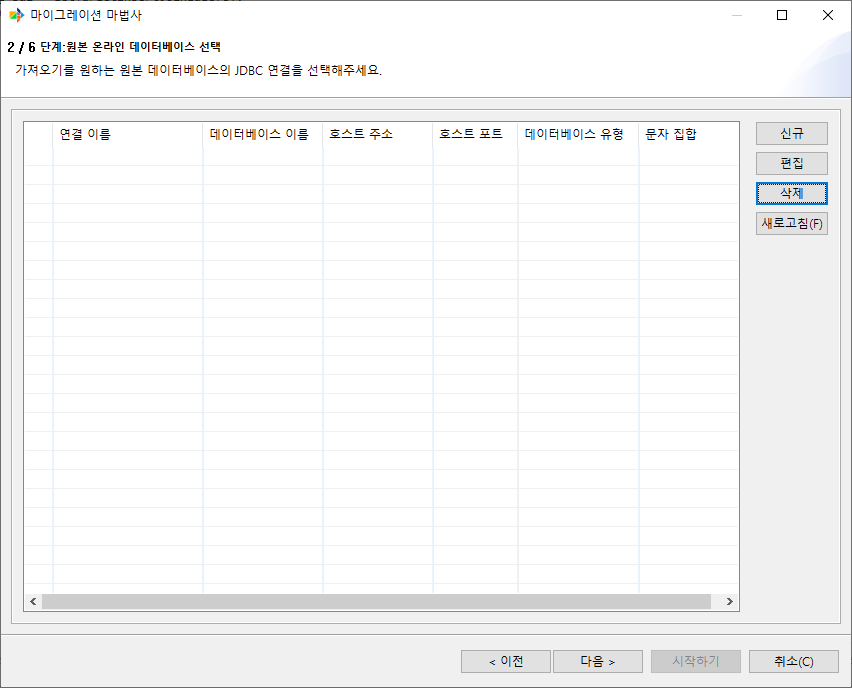 마이그레이션 마법사
2 / 6 단계:원본 온라인 데이터베이스 선택
가져오기를 원하는 원본 데이터베이스의 JDBC 연결을 선택해주세요.
연결 이름 데이터베이스 이름 호스트 주소 호스트 포트 데이터베이스 유형 문자 집합
신규
편집
삭제
새로고침(F)
< 이전 다음 > 시작하기 취소(C)